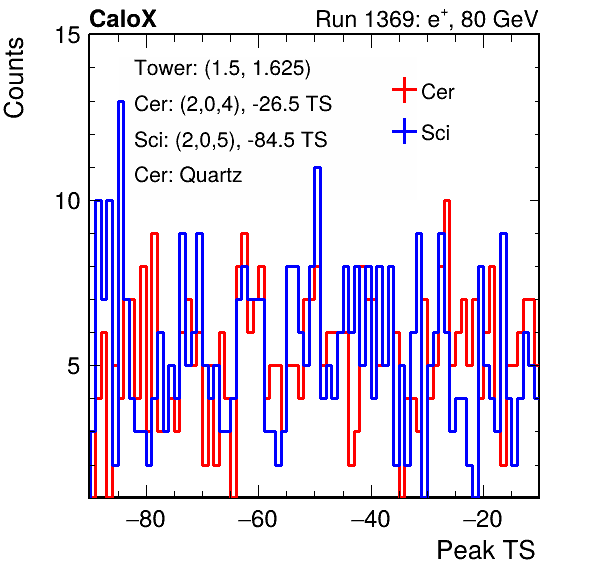 CaloX Run 1369: e⁺, 80 GeV
Counts
15
10
5
Tower: (1.5, 1.625)
Cer: (2,0,4), -26.5 TS
Sci: (2,0,5), -84.5 TS
Cer: Quartz
Cer
Sci
−80 −60 −40 −20
Peak TS